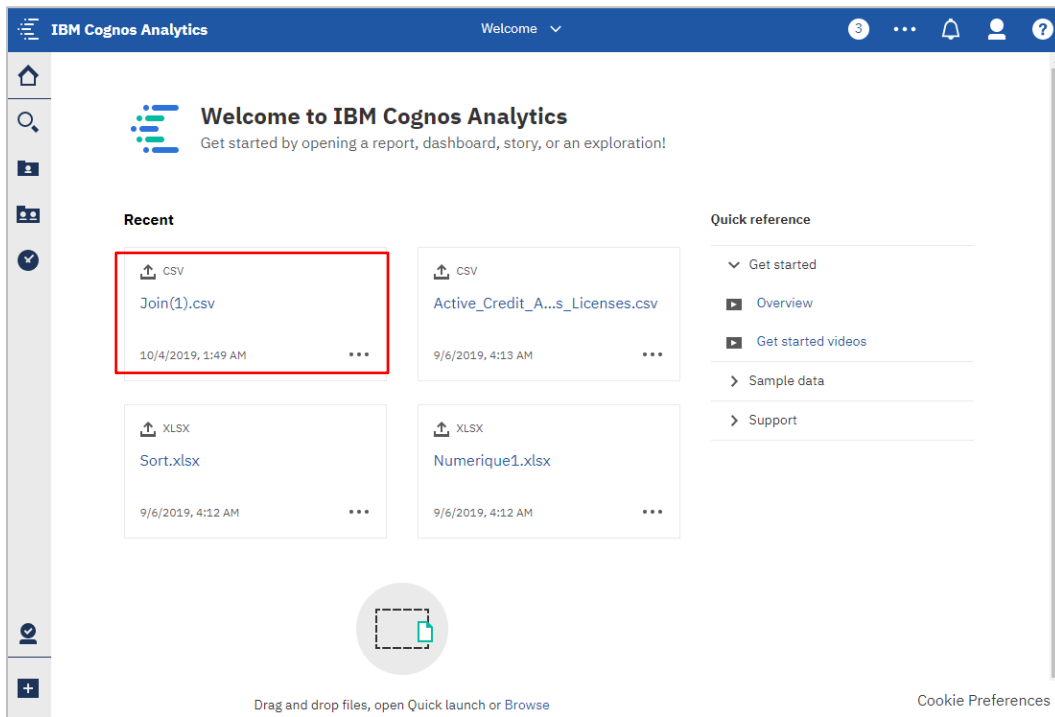 IBM Cognos Analytics
Welcome
3
?
Welcome to IBM Cognos Analytics
Get started by opening a report, dashboard, story, or an exploration!
Recent
CSV
Join(1).csv
10/4/2019, 1:49 AM
CSV
Active_Credit_A...s_Licenses.csv
9/6/2019, 4:13 AM
XLSX
Sort.xlsx
9/6/2019, 4:12 AM
XLSX
Numerique1.xlsx
9/6/2019, 4:12 AM
Quick reference
Get started
Overview
Get started videos
Sample data
Support
Drag and drop files, open Quick launch or Browse
Cookie Preferences